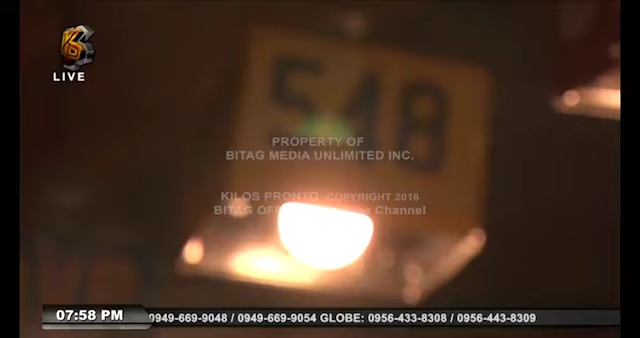 KD
LIVE
548
PROPERTY OF
BITAG MEDIA UNLIMITED INC.
KILOS PRONTO COPYRIGHT 2016
BITAG Channel
07:58 PM
0949-669-9048 / 0949-669-9054 GLOBE: 0956-433-8308 / 0956-443-8309